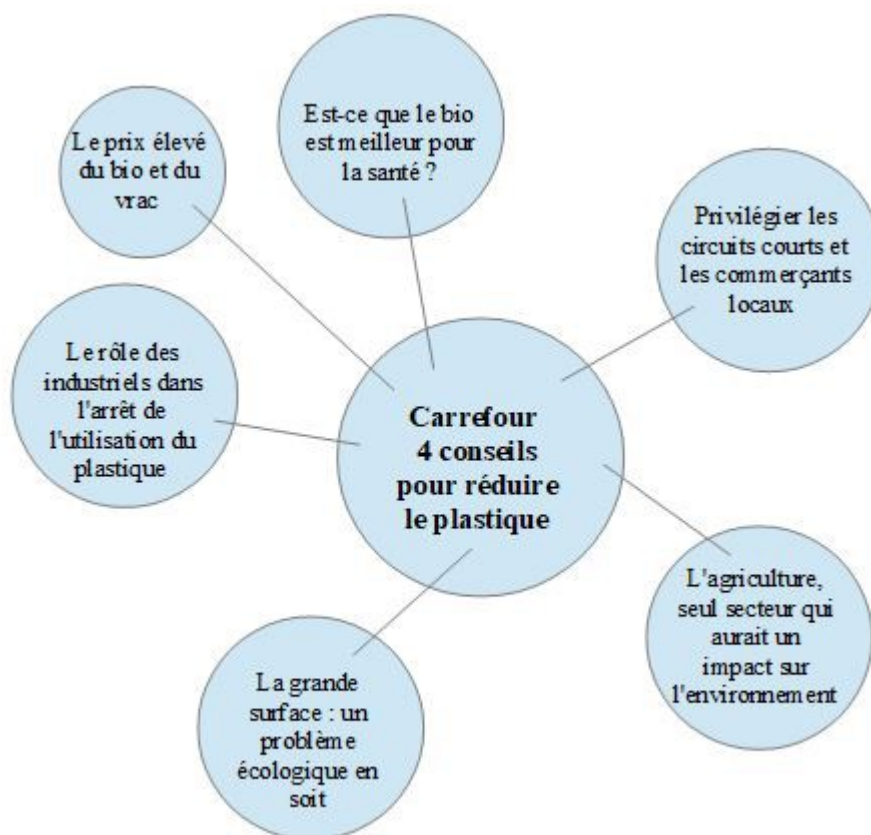 Le prix élevé
du bio et du
vrac
Est-ce que le bio
est meilleur pour
la santé ?
Privilégier les
circuits courts et
les commerçants
locaux
Le rôle des
industriels dans
l'arrêt de
l'utilisation du
plastique
Carrefour
4 conseils
pour réduire
le plastique
L'agriculture,
seul secteur qui
aurait un
impact sur
l'environnement
La grande
surface : un
problème
écologique en
soit